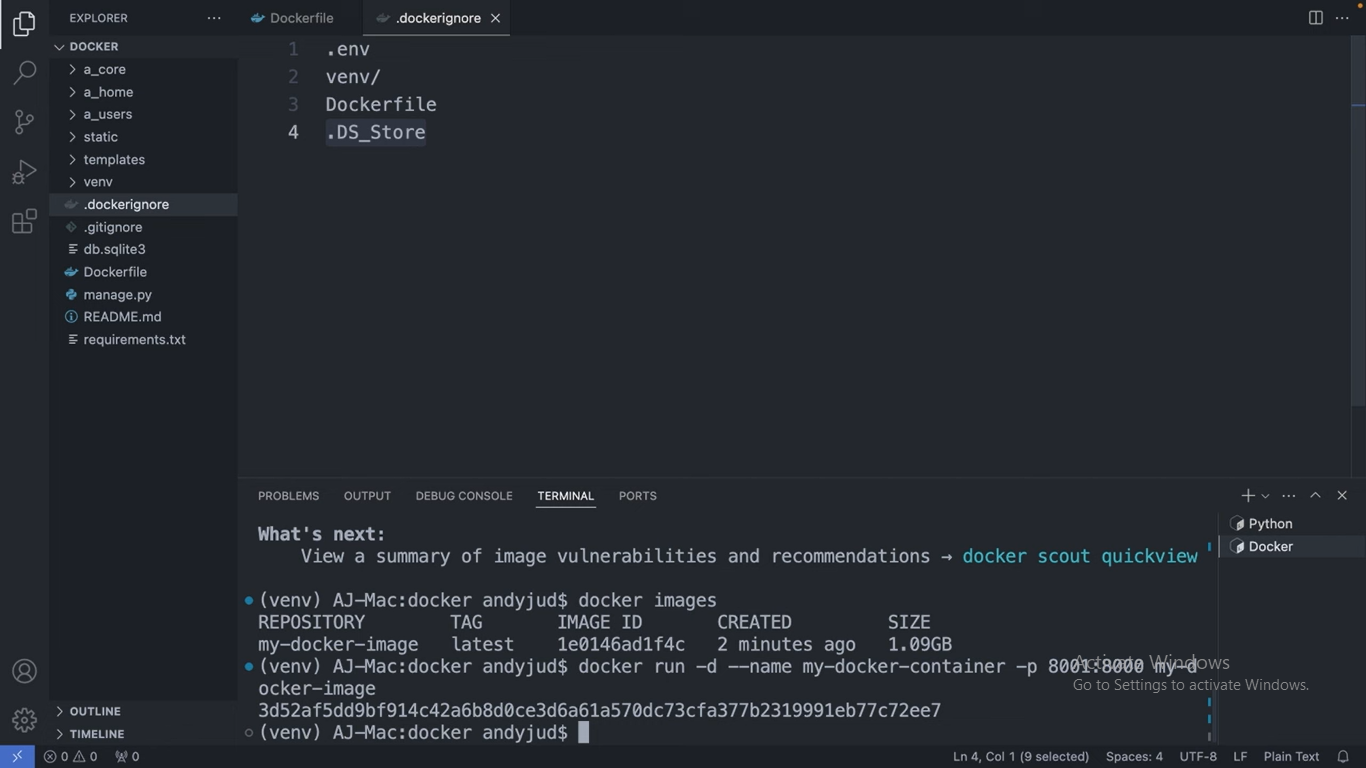 EXPLORER
Dockerfile
.dockerignore
DOCKER
a_core
a_home
a_users
static
templates
venv
.dockerignore
.gitignore
db.sqlite3
Dockerfile
manage.py
README.md
requirements.txt
OUTLINE
TIMELINE
1 .env
2 venv/
3 Dockerfile
4 .DS_Store
PROBLEMS OUTPUT DEBUG CONSOLE TERMINAL PORTS
What's next:
View a summary of image vulnerabilities and recommendations → docker scout quickview
(venv) AJ-Mac:docker andyjud$ docker images
REPOSITORY TAG IMAGE ID CREATED SIZE
my-docker-image latest 1e0146ad1f4c 2 minutes ago 1.09GB
(venv) AJ-Mac:docker andyjud$ docker run -d --name my-docker-container -p 8001:8000 my-d
ocker-image
3d52af5dd9bf914c42a6b8d0ce3d6a61a570dc73cfa377b2319991eb77c72ee7
(venv) AJ-Mac:docker andyjud$
Python
Docker
Activate Windows
Go to Settings to activate Windows.
0 0 0
Ln 4, Col 1 (9 selected) Spaces: 4 UTF-8 LF Plain Text